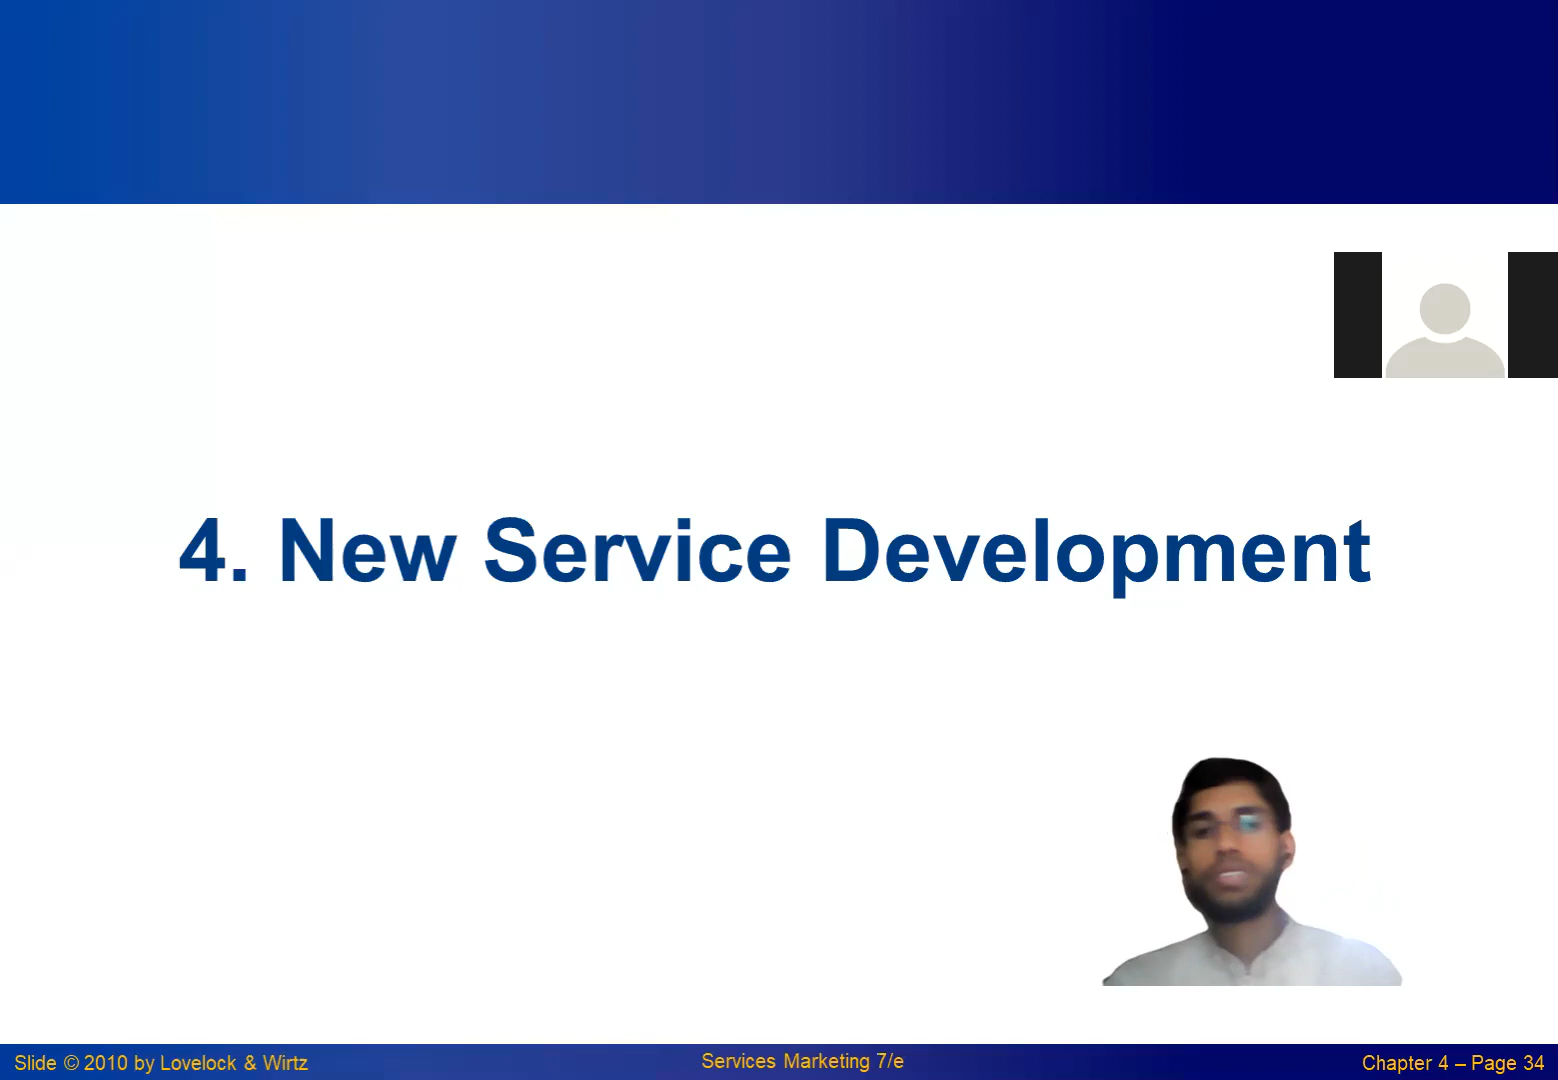 4. New Service Development
Slide © 2010 by Lovelock & Wirtz
Services Marketing 7/e
Chapter 4 – Page 34